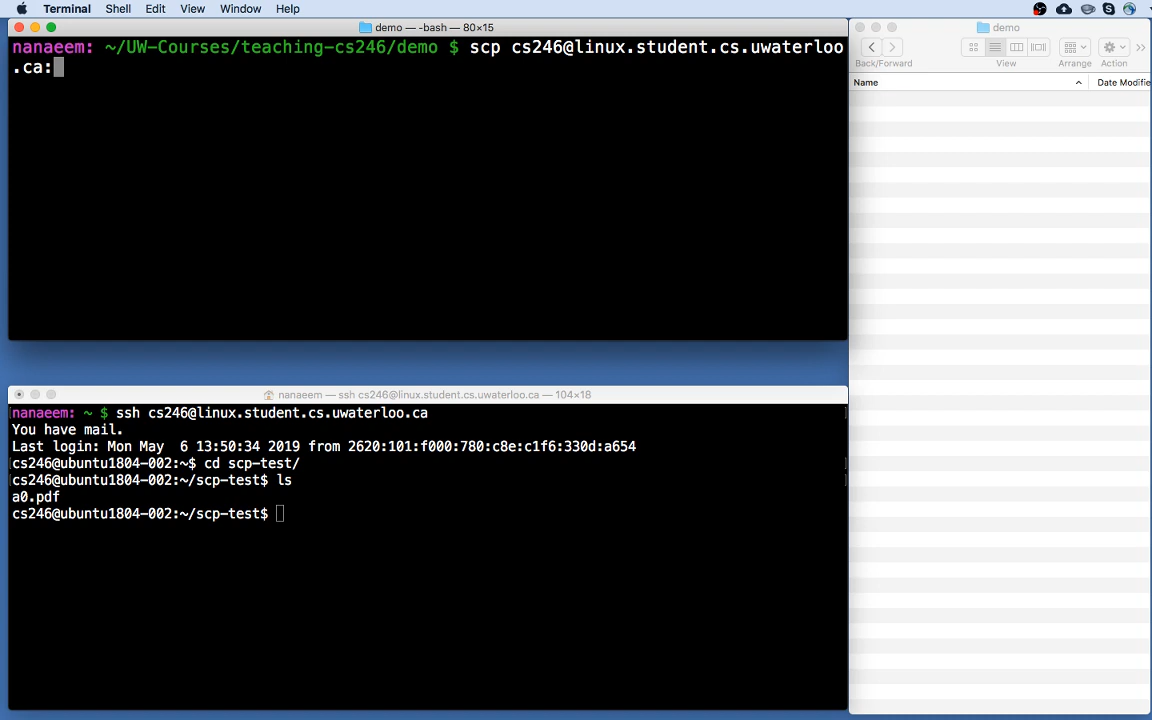 Terminal Shell Edit View Window Help
demo — -bash — 80×15
nanaeem: ~/UW-Courses/teaching-cs246/demo $ scp cs246@linux.student.cs.uwaterloo
.ca:
demo
Back/Forward View Arrange Action
Name Date Modifie
nanaeem — ssh cs246@linux.student.cs.uwaterloo.ca — 104×18
nanaeem: ~ $ ssh cs246@linux.student.cs.uwaterloo.ca
You have mail.
Last login: Mon May  6 13:50:34 2019 from 2620:101:f000:780:c8e:c1f6:330d:a654
cs246@ubuntu1804-002:~$ cd scp-test/
cs246@ubuntu1804-002:~/scp-test$ ls
a0.pdf
cs246@ubuntu1804-002:~/scp-test$